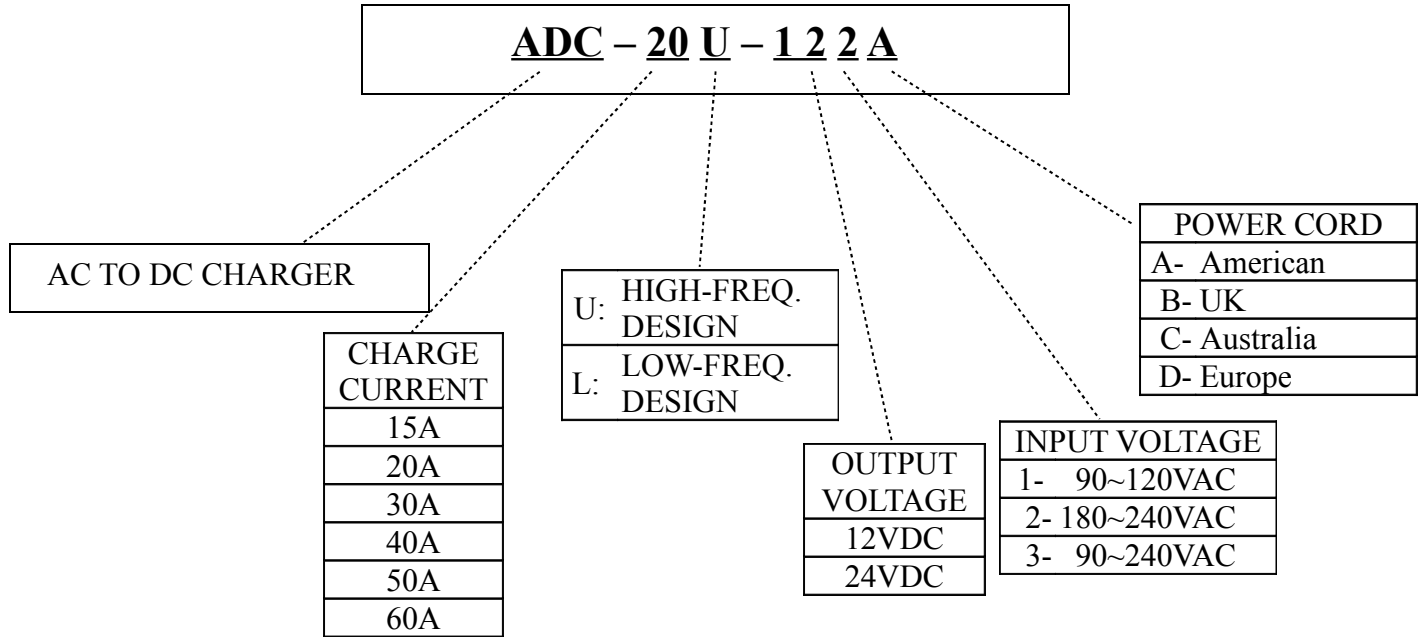 ADC – 20 U – 1 2 2 A
AC TO DC CHARGER
CHARGE
CURRENT
15A
20A
30A
40A
50A
60A
U: HIGH-FREQ.
DESIGN
L: LOW-FREQ.
DESIGN
OUTPUT
VOLTAGE
12VDC
24VDC
INPUT VOLTAGE
1- 90~120VAC
2- 180~240VAC
3- 90~240VAC
POWER CORD
A- American
B- UK
C- Australia
D- Europe